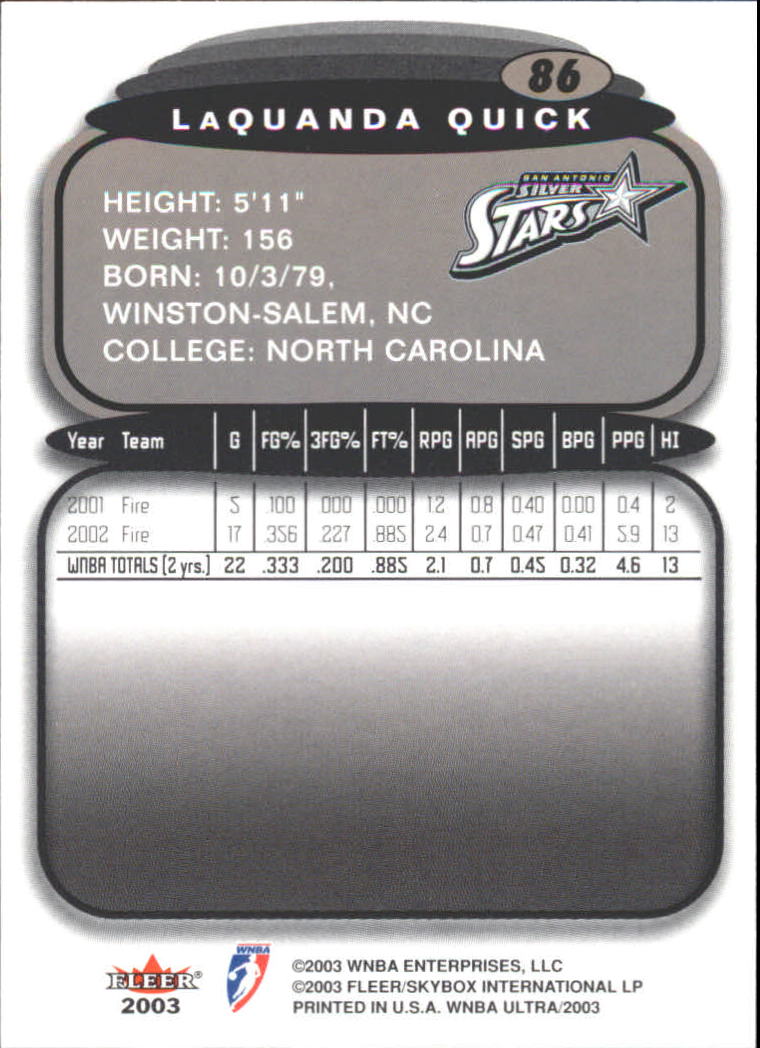 86
LaQUANDA QUICK
SAN ANTONIO
SILVER
STARS
HEIGHT: 5'11"
WEIGHT: 156
BORN: 10/3/79,
WINSTON-SALEM, NC
COLLEGE: NORTH CAROLINA
Year Team G FG% 3FG% FT% RPG APG SPG BPG PPG HI
2001 Fire 5 .100 .000 .000 1.2 0.8 0.40 0.00 0.4 2
2002 Fire 17 .356 .227 .885 2.4 0.7 0.47 0.41 5.9 13
WNBA TOTALS (2 yrs.) 22 .333 .200 .885 2.1 0.7 0.45 0.32 4.6 13
WNBA
FLEER®
2003
©2003 WNBA ENTERPRISES, LLC
©2003 FLEER/SKYBOX INTERNATIONAL LP
PRINTED IN U.S.A. WNBA ULTRA/2003